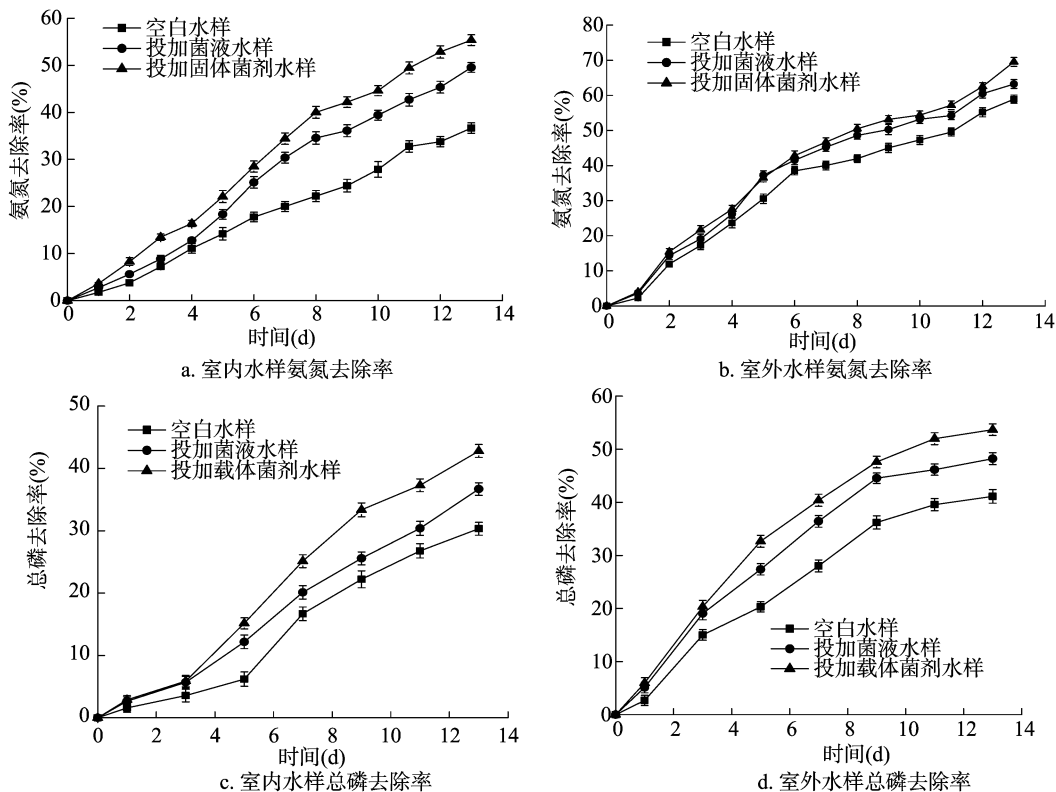 空白水样
投加菌液水样
投加固体菌剂水样
氨氮去除率(%)
60
50
40
30
20
10
0
0 2 4 6 8 10 12 14
时间(d)
a. 室内水样氨氮去除率
空白水样
投加菌液水样
投加固体菌剂水样
氨氮去除率(%)
80
70
60
50
40
30
20
10
0
0 2 4 6 8 10 12 14
时间(d)
b. 室外水样氨氮去除率
空白水样
投加菌液水样
投加载体菌剂水样
总磷去除率(%)
50
40
30
20
10
0
0 2 4 6 8 10 12 14
时间(d)
c. 室内水样总磷去除率
总磷去除率(%)
60
50
40
30
20
10
0
空白水样
投加菌液水样
投加载体菌剂水样
0 2 4 6 8 10 12 14
时间(d)
d. 室外水样总磷去除率